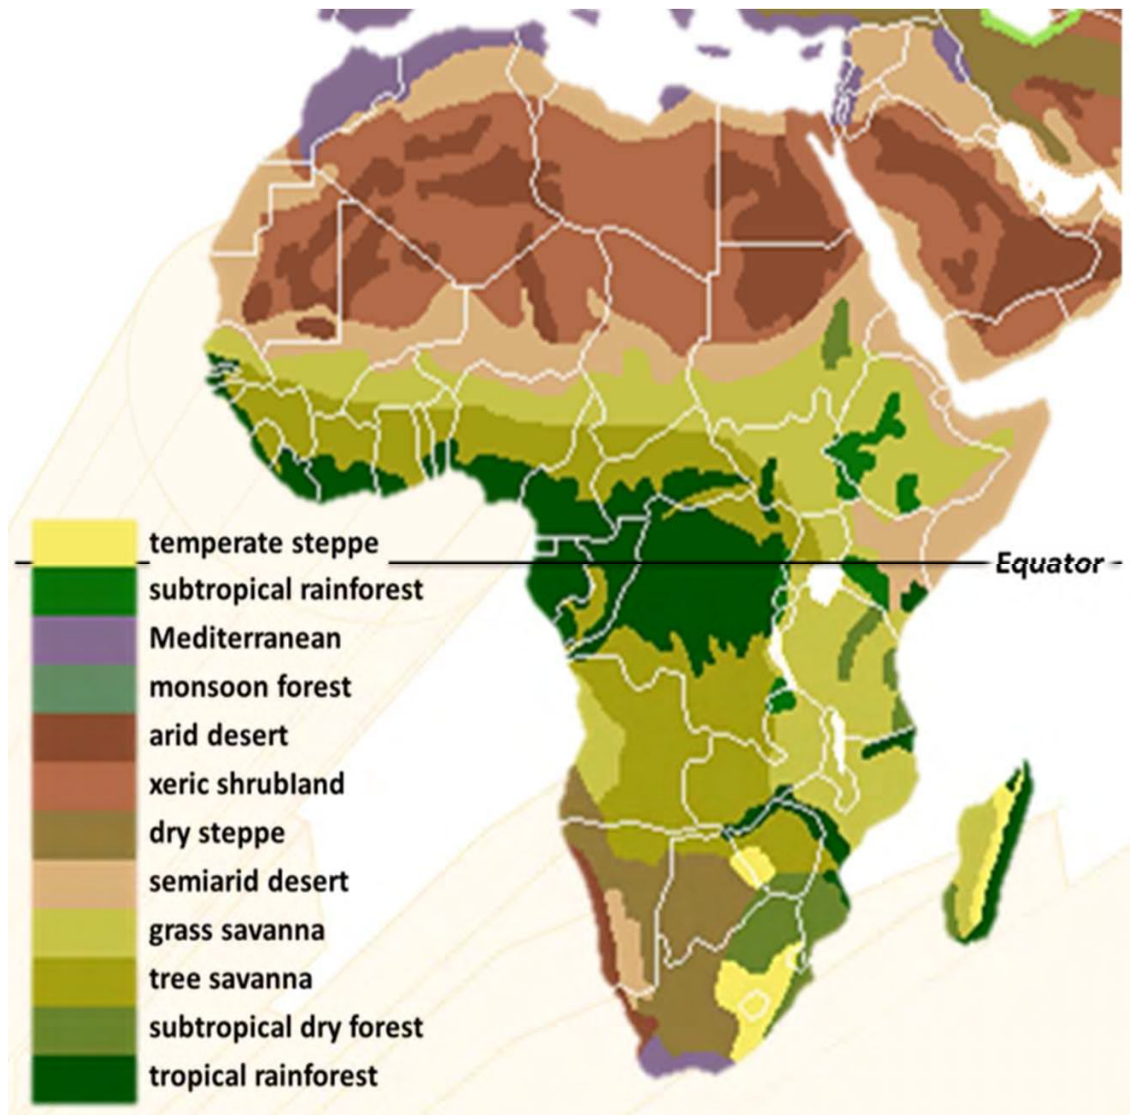 temperate steppe
Equator
subtropical rainforest
Mediterranean
monsoon forest
arid desert
xeric shrubland
dry steppe
semiarid desert
grass savanna
tree savanna
subtropical dry forest
tropical rainforest